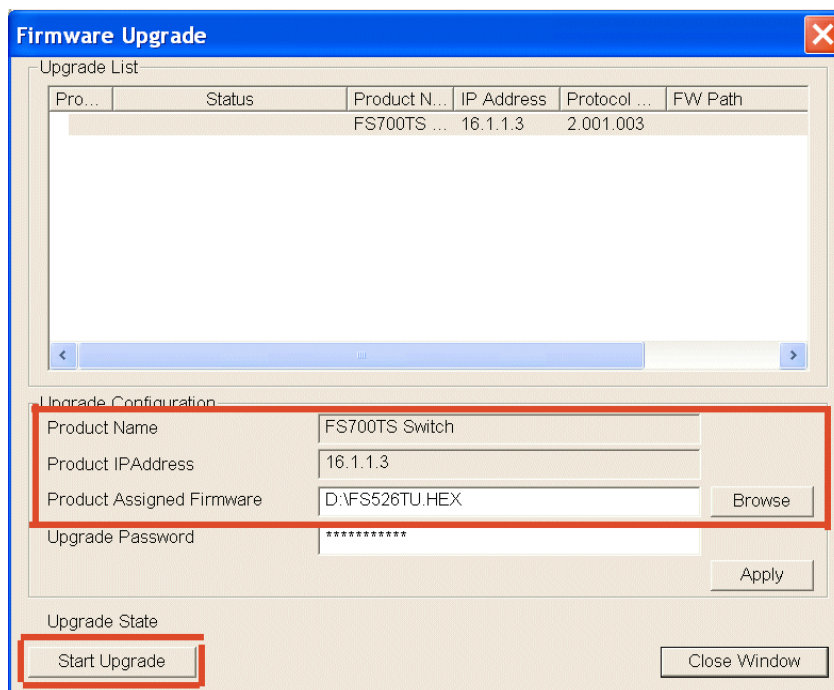 Firmware Upgrade
Upgrade List
Pro... Status Product N... IP Address Protocol ... FW Path
FS700TS ... 16.1.1.3 2.001.003
Upgrade Configuration
Product Name FS700TS Switch
Product IPAddress 16.1.1.3
Product Assigned Firmware D:\FS526TU.HEX Browse
Upgrade Password ***********
Apply
Upgrade State
Start Upgrade Close Window